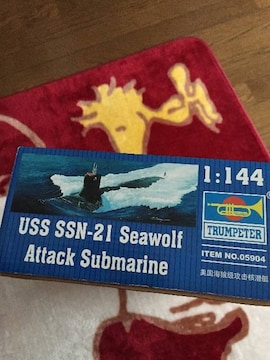 1:144
TRUMPETER
USS SSN-21 Seawolf
Attack Submarine
ITEM NO.05904
美国海狼级攻击核潜艇